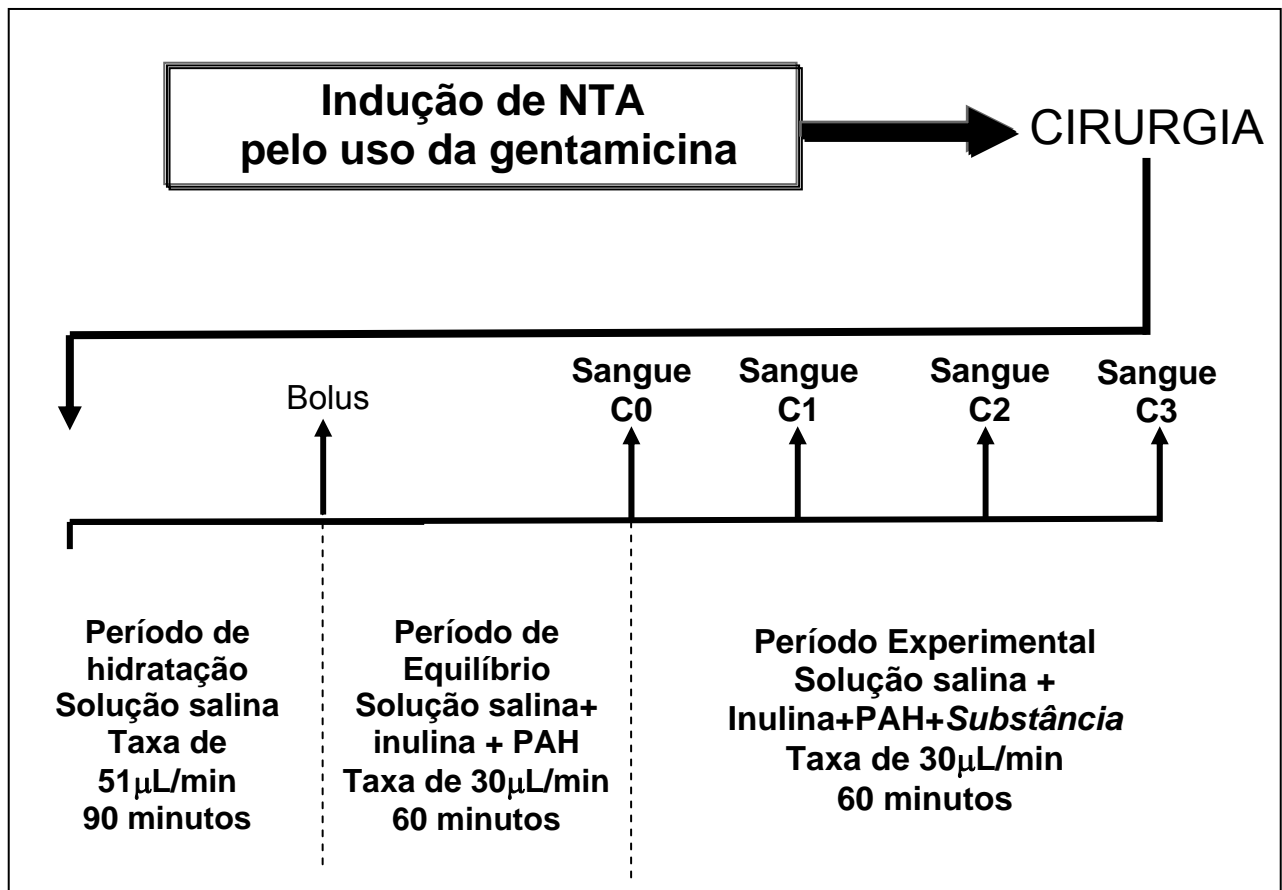 Indução de NTA
pelo uso da gentamicina
CIRURGIA
Bolus
Sangue
C0
Sangue
C1
Sangue
C2
Sangue
C3
Período de
hidratação
Solução salina
Taxa de
51μL/min
90 minutos
Período de
Equilíbrio
Solução salina+
inulina + PAH
Taxa de 30μL/min
60 minutos
Período Experimental
Solução salina +
Inulina+PAH+Substância
Taxa de 30μL/min
60 minutos